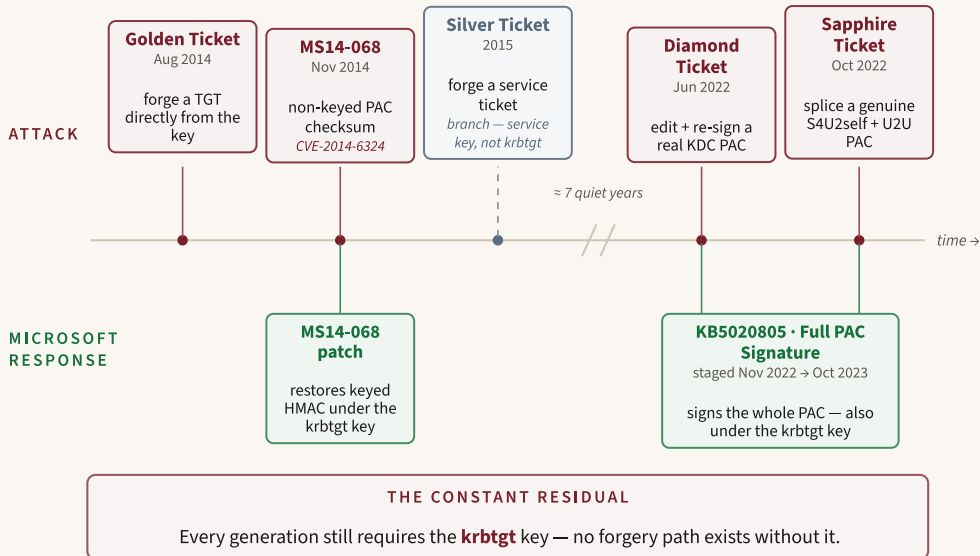 Golden Ticket
Aug 2014
forge a TGT
directly from the
key
MS14-068
Nov 2014
non-keyed PAC
checksum
CVE-2014-6324
Silver Ticket
2015
forge a service
ticket
branch — service
key, not krbtgt
Diamond
Ticket
Jun 2022
edit + re-sign a
real KDC PAC
Sapphire
Ticket
Oct 2022
splice a genuine
S4U2self + U2U
PAC
ATTACK
≈ 7 quiet years
time →
MICROSOFT
RESPONSE
MS14-068
patch
restores keyed
HMAC under the
krbtgt key
KB5020805 · Full PAC
Signature
staged Nov 2022 → Oct 2023
signs the whole PAC — also
under the krbtgt key
THE CONSTANT RESIDUAL
Every generation still requires the krbtgt key — no forgery path exists without it.